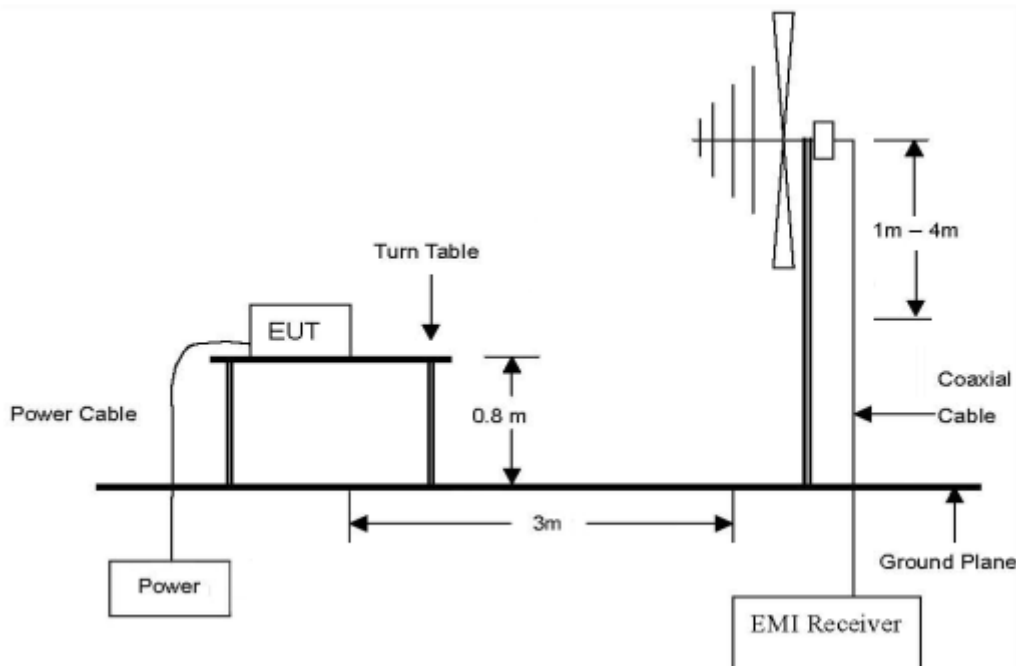 1m – 4m
Turn Table
EUT
Coaxial
Cable
Power Cable
0.8 m
3m
Ground Plane
Power
EMI Receiver